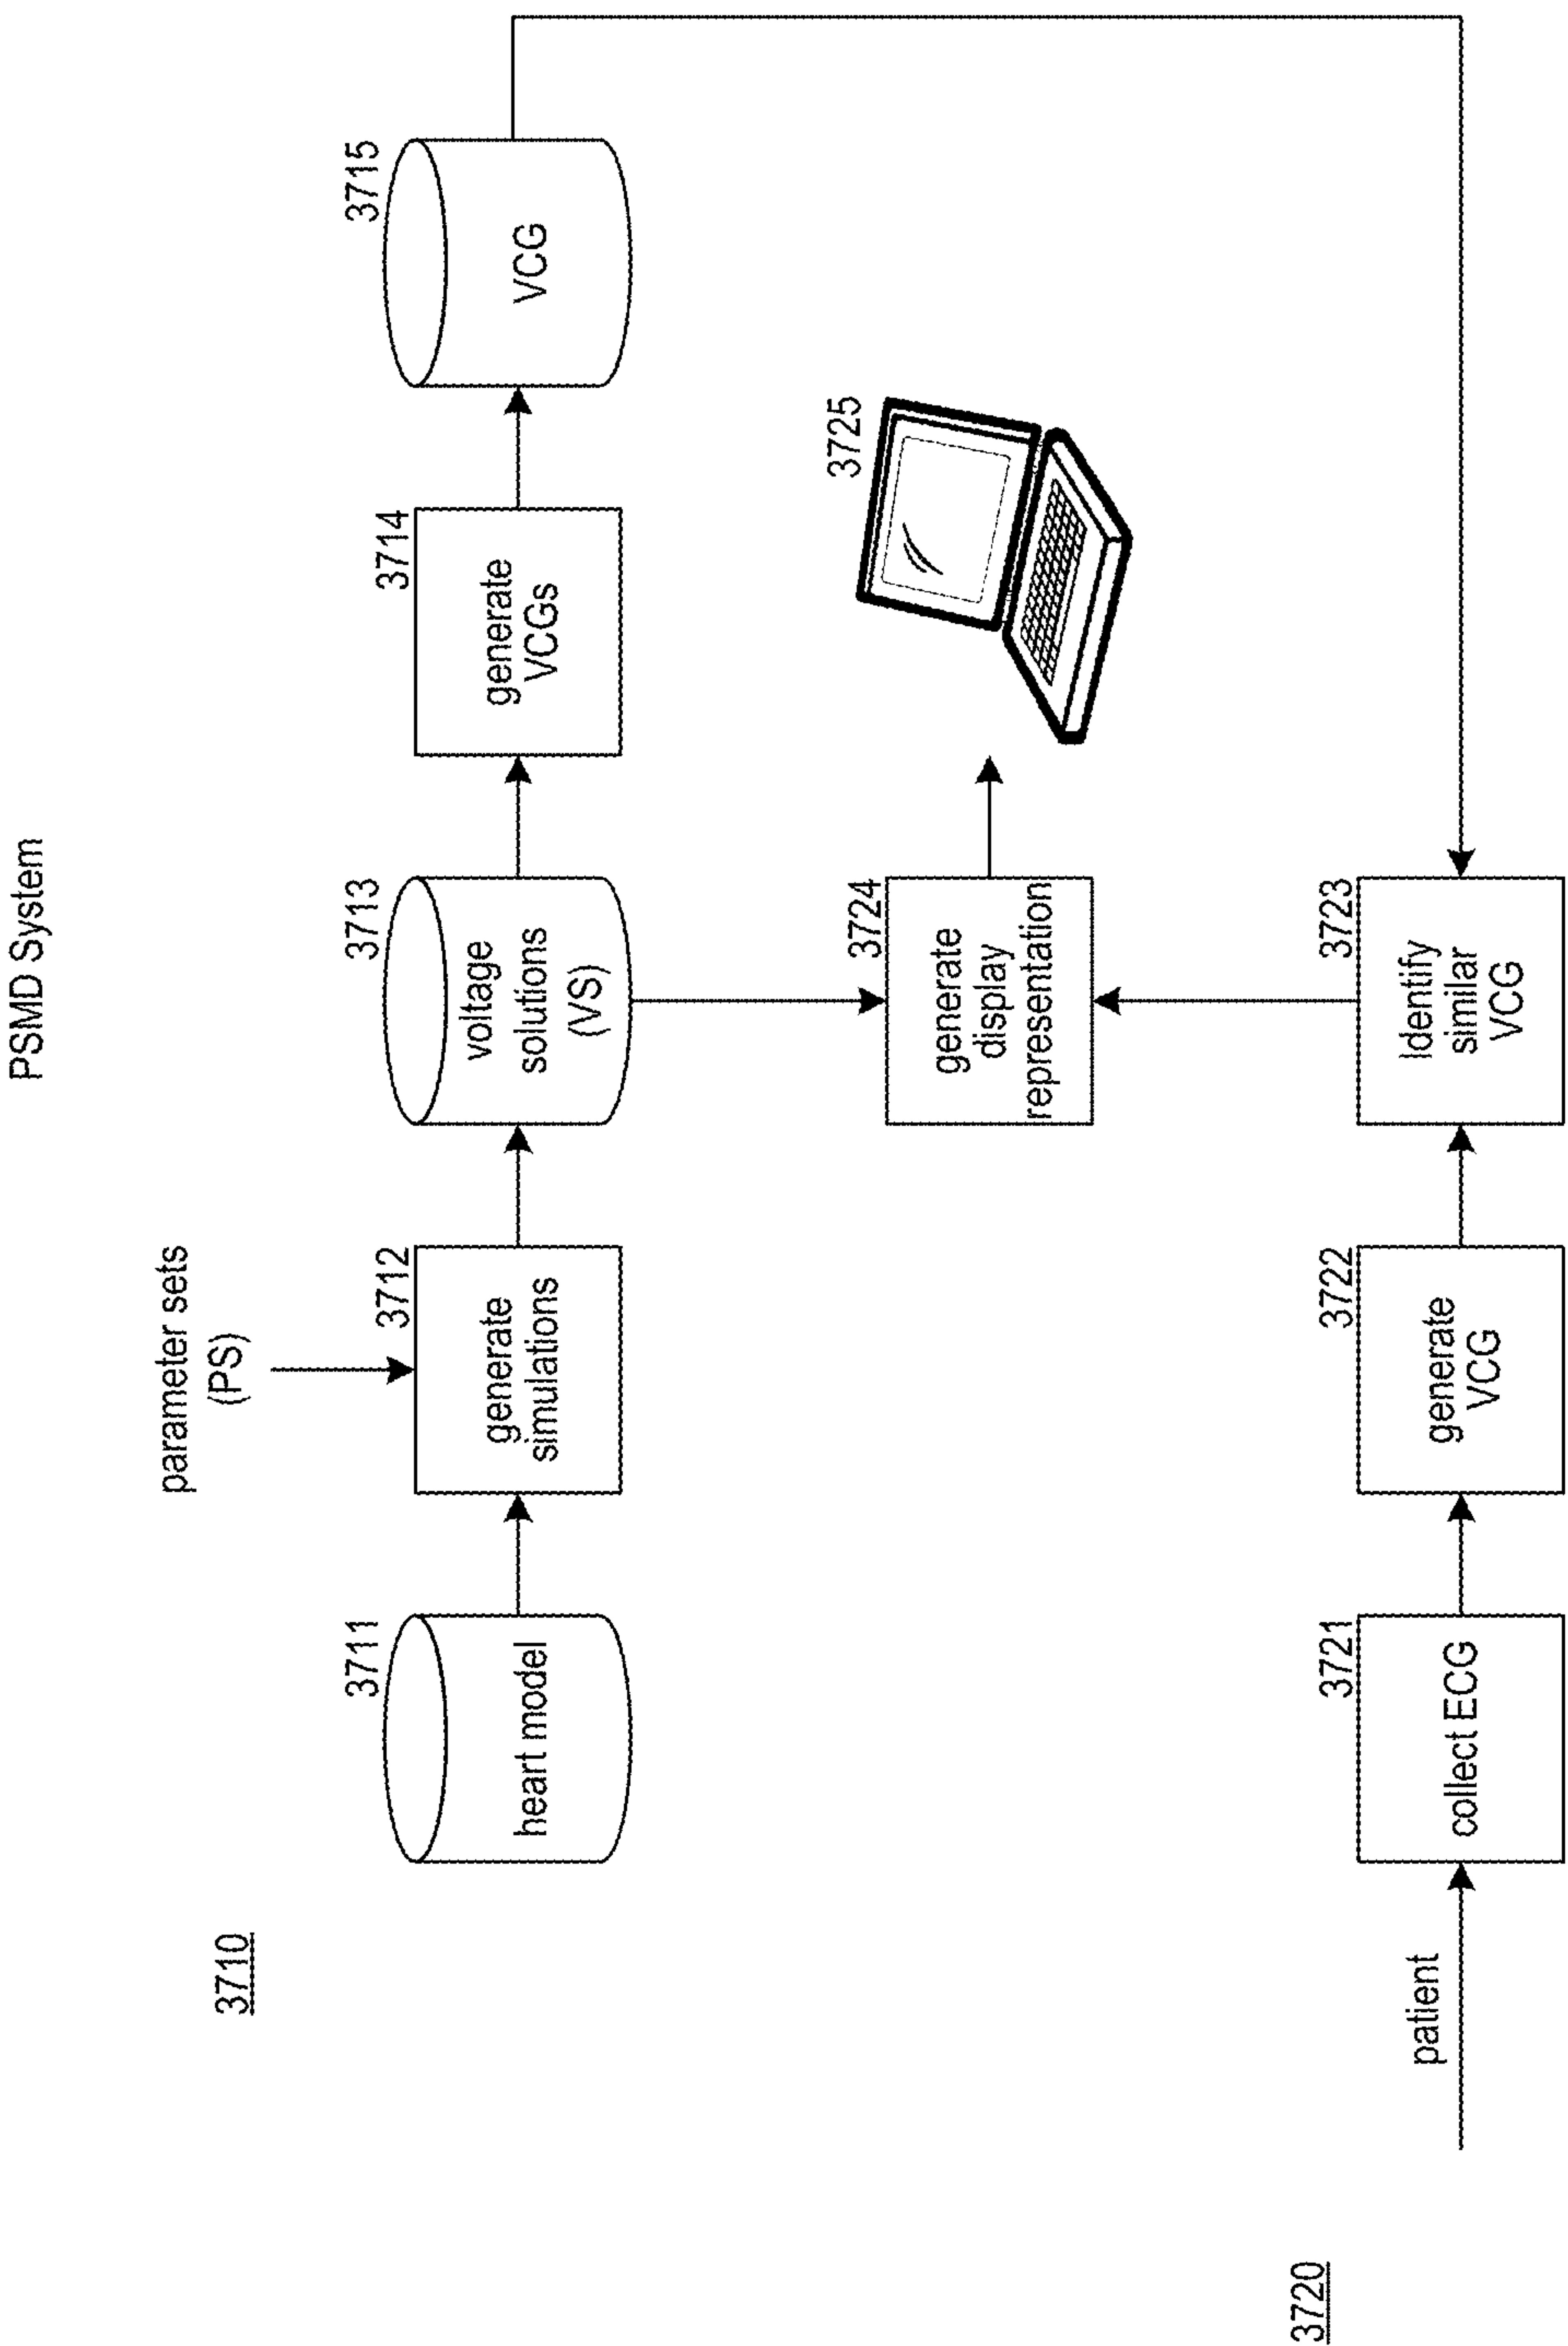 PSMD System
3710
parameter sets
(PS)
3711
heart model
3712
generate
simulations
3713
voltage
solutions
(VS)
3714
generate
VCGs
3715
VCG
3724
generate
display
representation
3725
3720
patient
3721
collect ECG
3722
generate
VCG
3723
Identify
similar
VCG